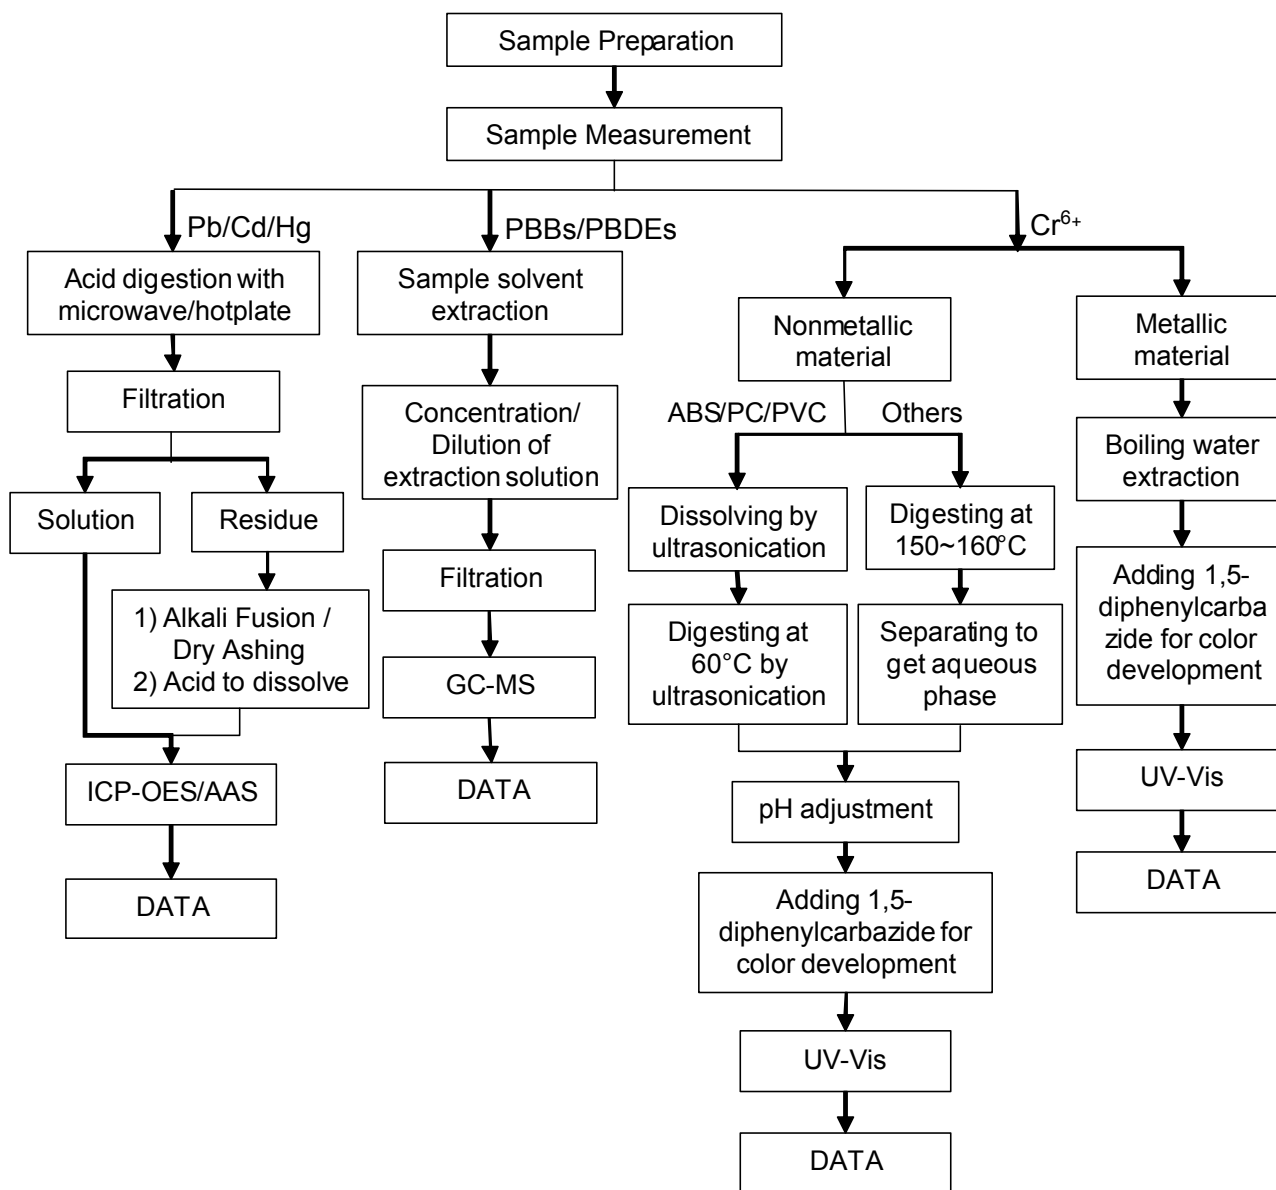 Sample Preparation
Sample Measurement
Pb/Cd/Hg
Acid digestion with
microwave/hotplate
Filtration
Solution
Residue
1) Alkali Fusion /
Dry Ashing
2) Acid to dissolve
ICP-OES/AAS
DATA
PBBs/PBDEs
Sample solvent
extraction
Concentration/
Dilution of
extraction solution
Filtration
GC-MS
DATA
Cr6+
Nonmetallic
material
ABS/PC/PVC
Others
Dissolving by
ultrasonication
Digesting at
60°C by
ultrasonication
Digesting at
150~160°C
Separating to
get aqueous
phase
pH adjustment
Adding 1,5-
diphenylcarbazide for
color development
UV-Vis
DATA
Metallic
material
Boiling water
extraction
Adding 1,5-
diphenylcarba
zide for color
development
UV-Vis
DATA